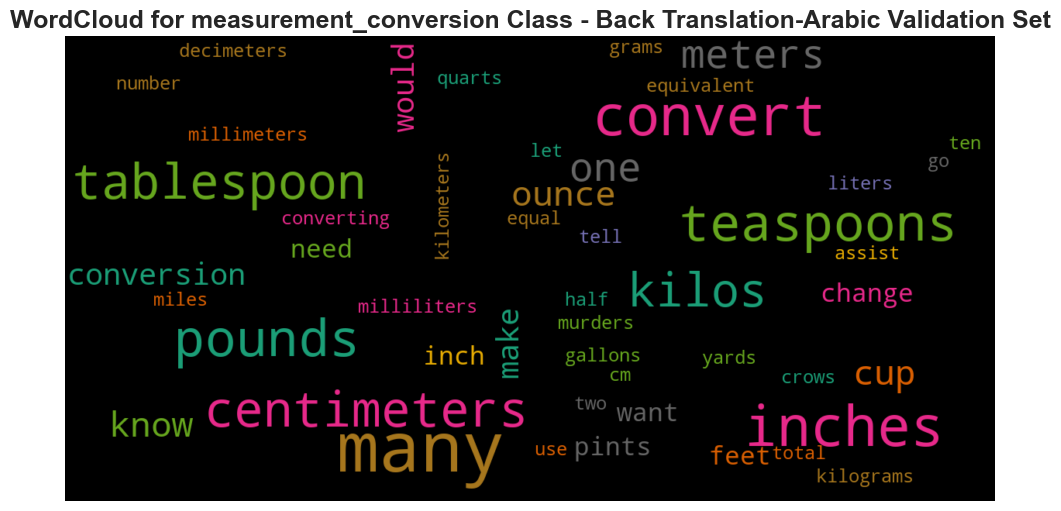 WordCloud for measurement_conversion Class - Back Translation-Arabic Validation Set
decimeters
would
grams
meters
number
quarts
equivalent
convert
millimeters
let
one
ten
go
tablespoon
kilometers
ounce
liters
converting
equal
teaspoons
need
tell
assist
conversion
kilos
change
miles
milliliters
half
murders
pounds
inch
make
gallons
cm
yards
crows
cup
know
centimeters
many
two
want
inches
use
pints
feet
total
kilograms